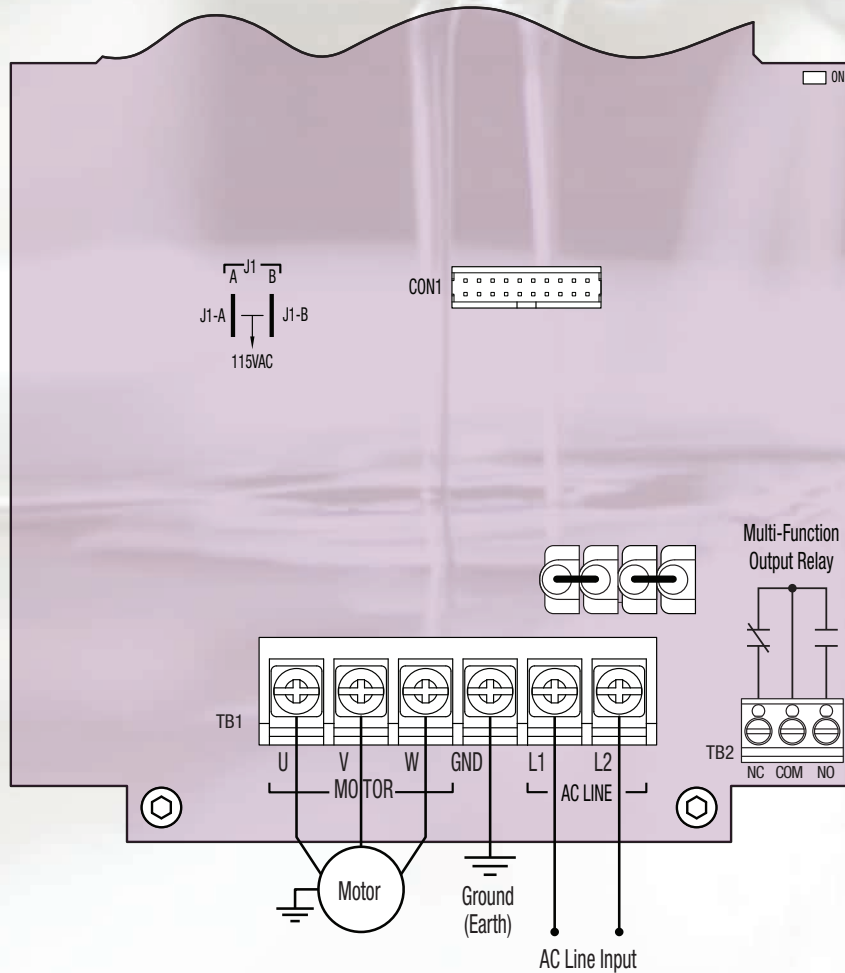 ON
J1
A B
J1-A J1-B
115VAC
CON1
Multi-Function
Output Relay
TB1
U V W GND L1 L2
MOTOR
AC LINE
TB2
NC COM NO
Motor
Ground
(Earth)
AC Line Input